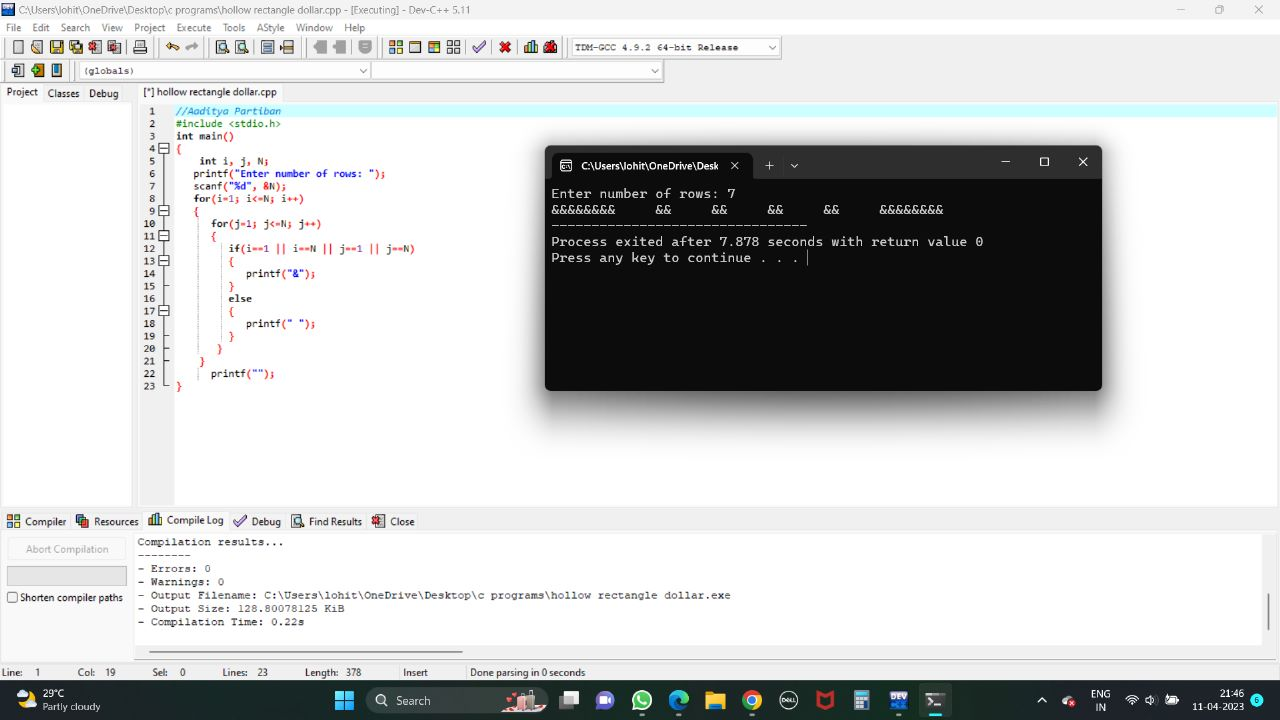 C:\Users\lohit\OneDrive\Desktop\c programs\hollow rectangle dollar.cpp - [Executing] - Dev-C++ 5.11
File Edit Search View Project Execute Tools AStyle Window Help
TDM-GCC 4.9.2 64-bit Release
(globals)
Project Classes Debug
[*] hollow rectangle dollar.cpp
1 //Aaditya Partiban
2 #include <stdio.h>
3 int main()
4 {
5 int i, j, N;
6 printf("Enter number of rows: ");
7 scanf("%d", &N);
8 for(i=1; i<=N; i++)
9 {
10 for(j=1; j<=N; j++)
11 {
12 if(i==1 || i==N || j==1 || j==N)
13 {
14 printf("&");
15 }
16 else
17 {
18 printf(" ");
19 }
20 }
21 }
22 printf("");
23 }
C:\Users\lohit\OneDrive\Desk
Enter number of rows: 7
&&&&&&&&     &&     &&     &&     &&     &&&&&&&&
--------------------------------
Process exited after 7.878 seconds with return value 0
Press any key to continue . . .
Compiler Resources Compile Log Debug Find Results Close
Abort Compilation
Shorten compiler paths
Compilation results...
--------
- Errors: 0
- Warnings: 0
- Output Filename: C:\Users\lohit\OneDrive\Desktop\c programs\hollow rectangle dollar.exe
- Output Size: 128.80078125 KiB
- Compilation Time: 0.22s
Line: 1 Col: 19 Sel: 0 Lines: 23 Length: 378 Insert Done parsing in 0 seconds
29°C
Partly cloudy
Search
DELL
ENG
IN
21:46
11-04-2023
6